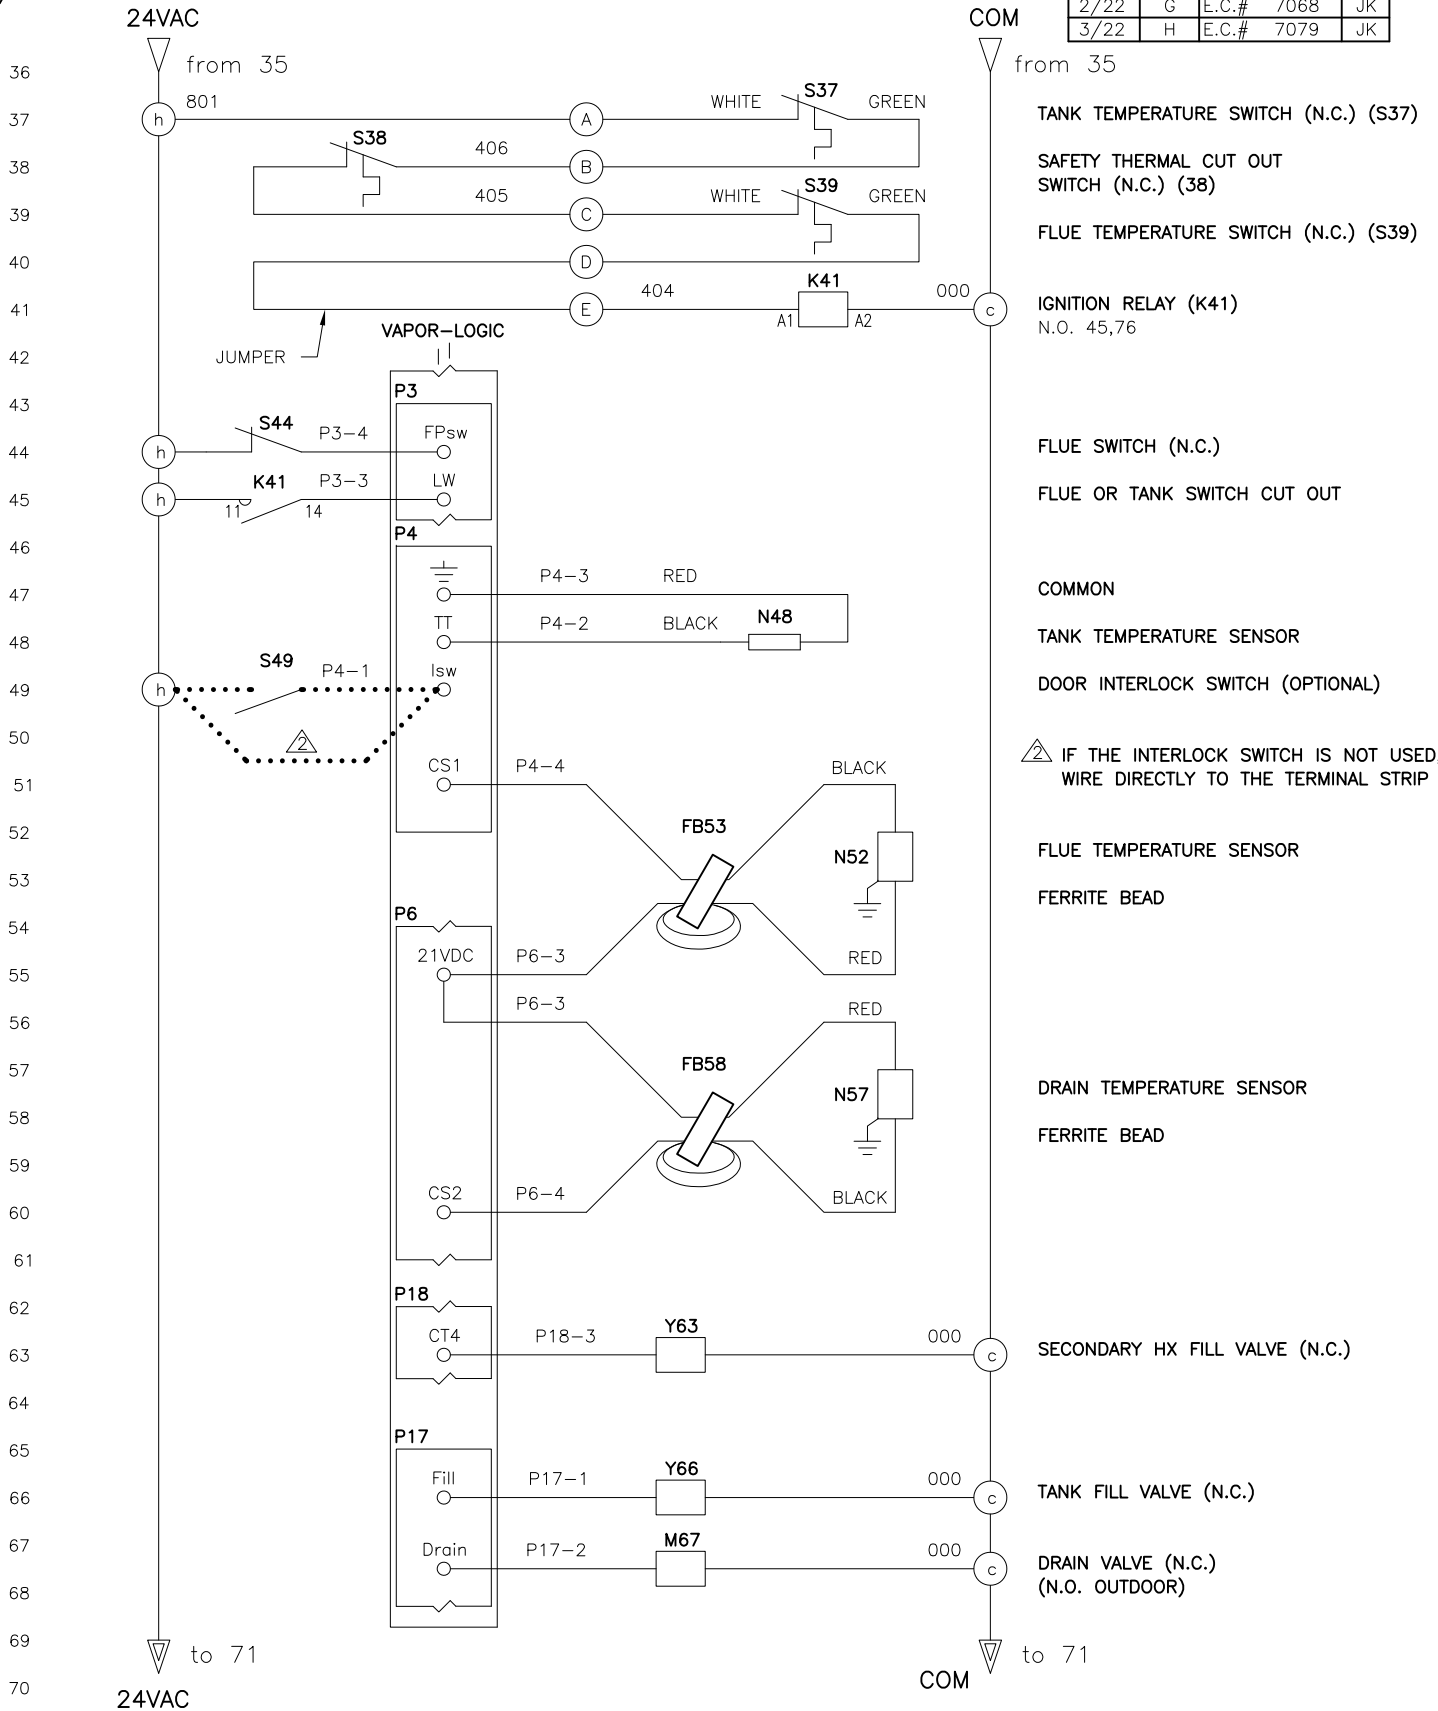 24VAC
COM
2/22 G E.C.# 7068 JK
3/22 H E.C.# 7079 JK
from 35
from 35
36
801
WHITE
S37
GREEN
37
h
A
TANK TEMPERATURE SWITCH (N.C.) (S37)
S38
406
38
B
SAFETY THERMAL CUT OUT
SWITCH (N.C.) (38)
405
WHITE
S39
GREEN
39
C
FLUE TEMPERATURE SWITCH (N.C.) (S39)
40
D
404
K41
000
41
E
A1
A2
c
IGNITION RELAY (K41)
N.O. 45,76
VAPOR-LOGIC
42
JUMPER
P3
43
S44
P3-4
FPsw
44
h
FLUE SWITCH (N.C.)
K41
P3-3
LW
45
h
11
14
FLUE OR TANK SWITCH CUT OUT
P4
46
P4-3
RED
47
COMMON
TT
P4-2
BLACK
N48
48
TANK TEMPERATURE SENSOR
S49
P4-1
Isw
49
h
DOOR INTERLOCK SWITCH (OPTIONAL)
50
2
2 IF THE INTERLOCK SWITCH IS NOT USED,
WIRE DIRECTLY TO THE TERMINAL STRIP
CS1
P4-4
BLACK
51
FB53
52
N52
FLUE TEMPERATURE SENSOR
53
FERRITE BEAD
P6
54
21VDC
P6-3
RED
55
P6-3
RED
56
FB58
57
N57
DRAIN TEMPERATURE SENSOR
58
FERRITE BEAD
59
CS2
P6-4
BLACK
60
61
P18
62
CT4
P18-3
Y63
000
63
c
SECONDARY HX FILL VALVE (N.C.)
64
P17
65
Fill
P17-1
Y66
000
66
c
TANK FILL VALVE (N.C.)
67
Drain
P17-2
M67
000
c
DRAIN VALVE (N.C.)
(N.O. OUTDOOR)
68
69
to 71
to 71
70
24VAC
COM